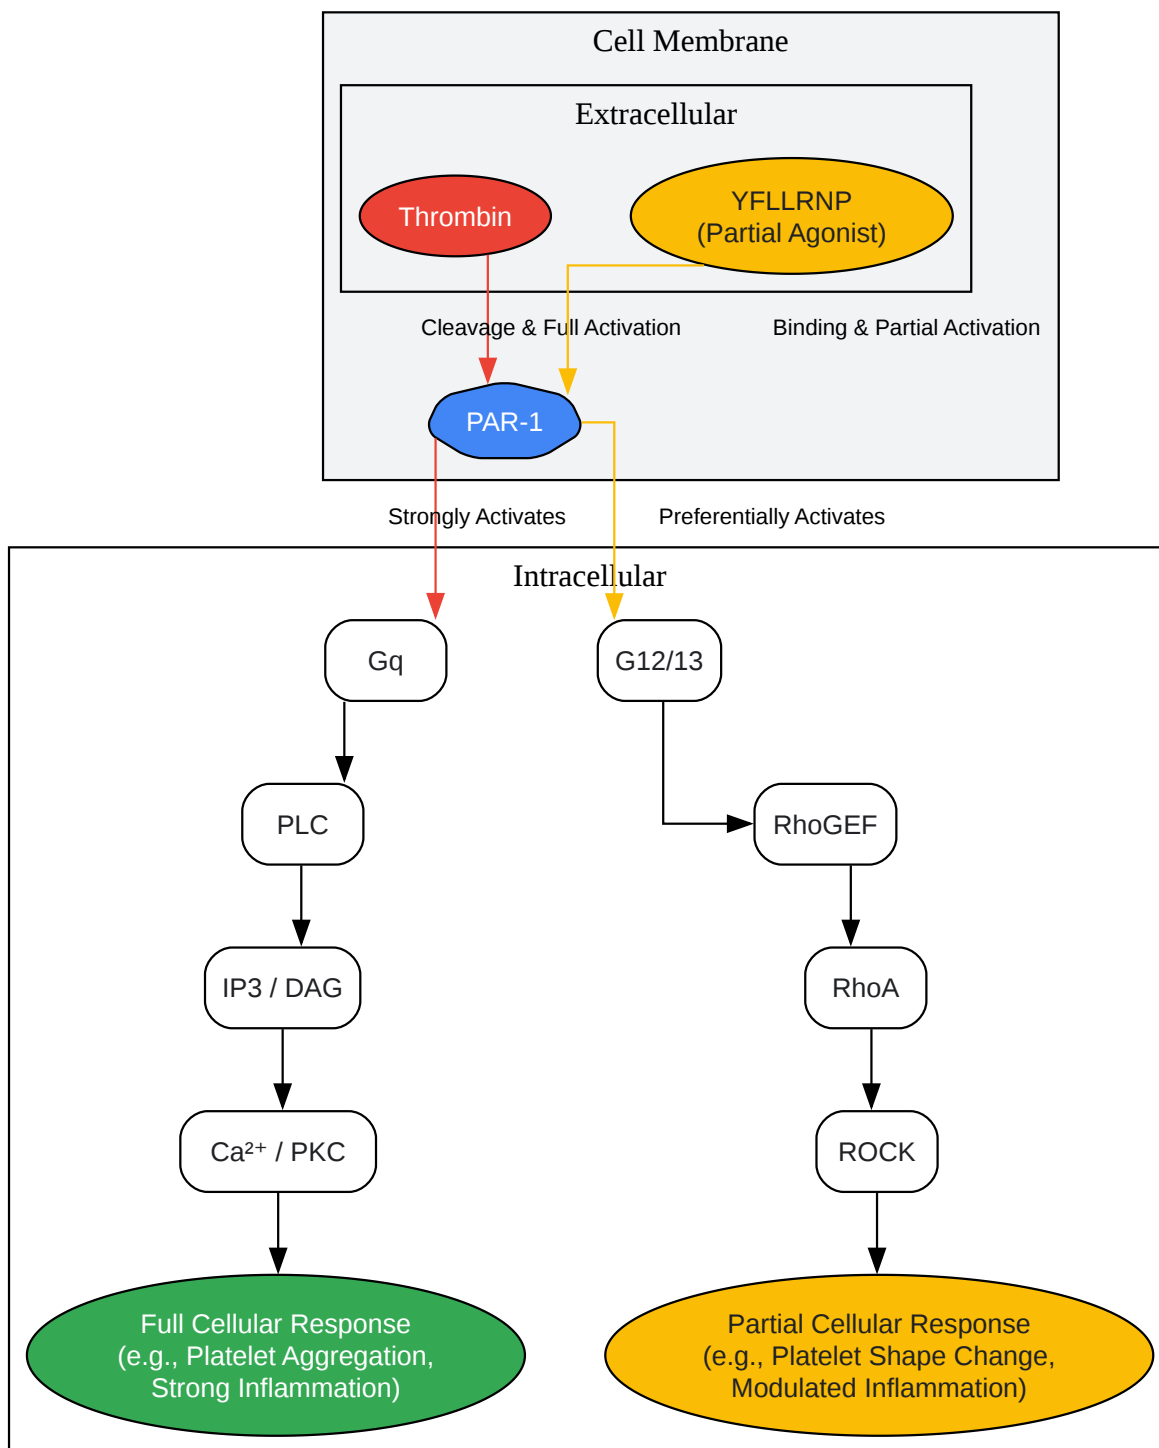 Cell Membrane
Extracellular
Thrombin
YFLLRNP
(Partial Agonist)
Cleavage & Full Activation
Binding & Partial Activation
PAR-1
Strongly Activates
Preferentially Activates
Intracellular
Gq
G12/13
PLC
RhoGEF
IP3 / DAG
RhoA
Ca²⁺ / PKC
ROCK
Full Cellular Response
(e.g., Platelet Aggregation,
Strong Inflammation)
Partial Cellular Response
(e.g., Platelet Shape Change,
Modulated Inflammation)